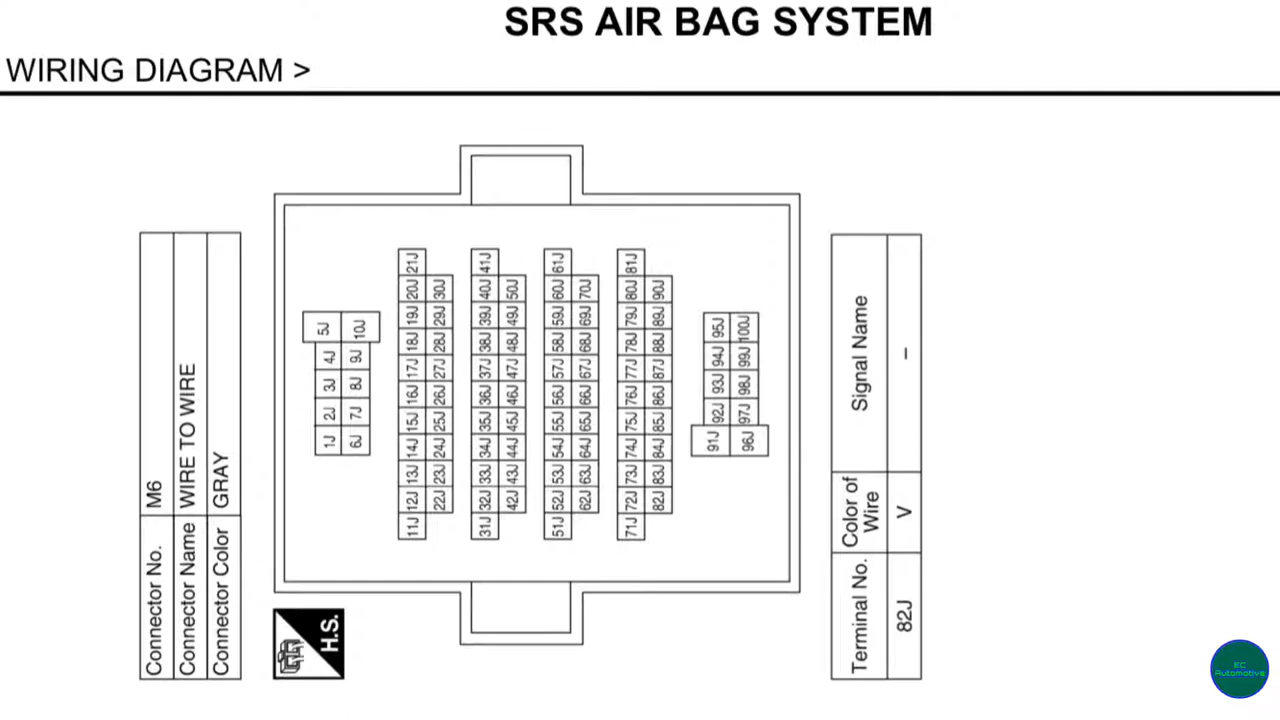 SRS AIR BAG SYSTEM
WIRING DIAGRAM >
Connector No. M6
Connector Name WIRE TO WIRE
Connector Color GRAY
H.S.
1J 2J 3J 4J 5J
6J 7J 8J 9J 10J
11J 12J 13J 14J 15J 16J 17J 18J 19J 20J 21J
22J 23J 24J 25J 26J 27J 28J 29J 30J
31J 32J 33J 34J 35J 36J 37J 38J 39J 40J 41J
42J 43J 44J 45J 46J 47J 48J 49J 50J
51J 52J 53J 54J 55J 56J 57J 58J 59J 60J 61J
62J 63J 64J 65J 66J 67J 68J 69J 70J
71J 72J 73J 74J 75J 76J 77J 78J 79J 80J 81J
82J 83J 84J 85J 86J 87J 88J 89J 90J
91J 92J 93J 94J 95J
96J 97J 98J 99J 100J
Terminal No. Color of Wire Signal Name
82J V –
EC
Automotive